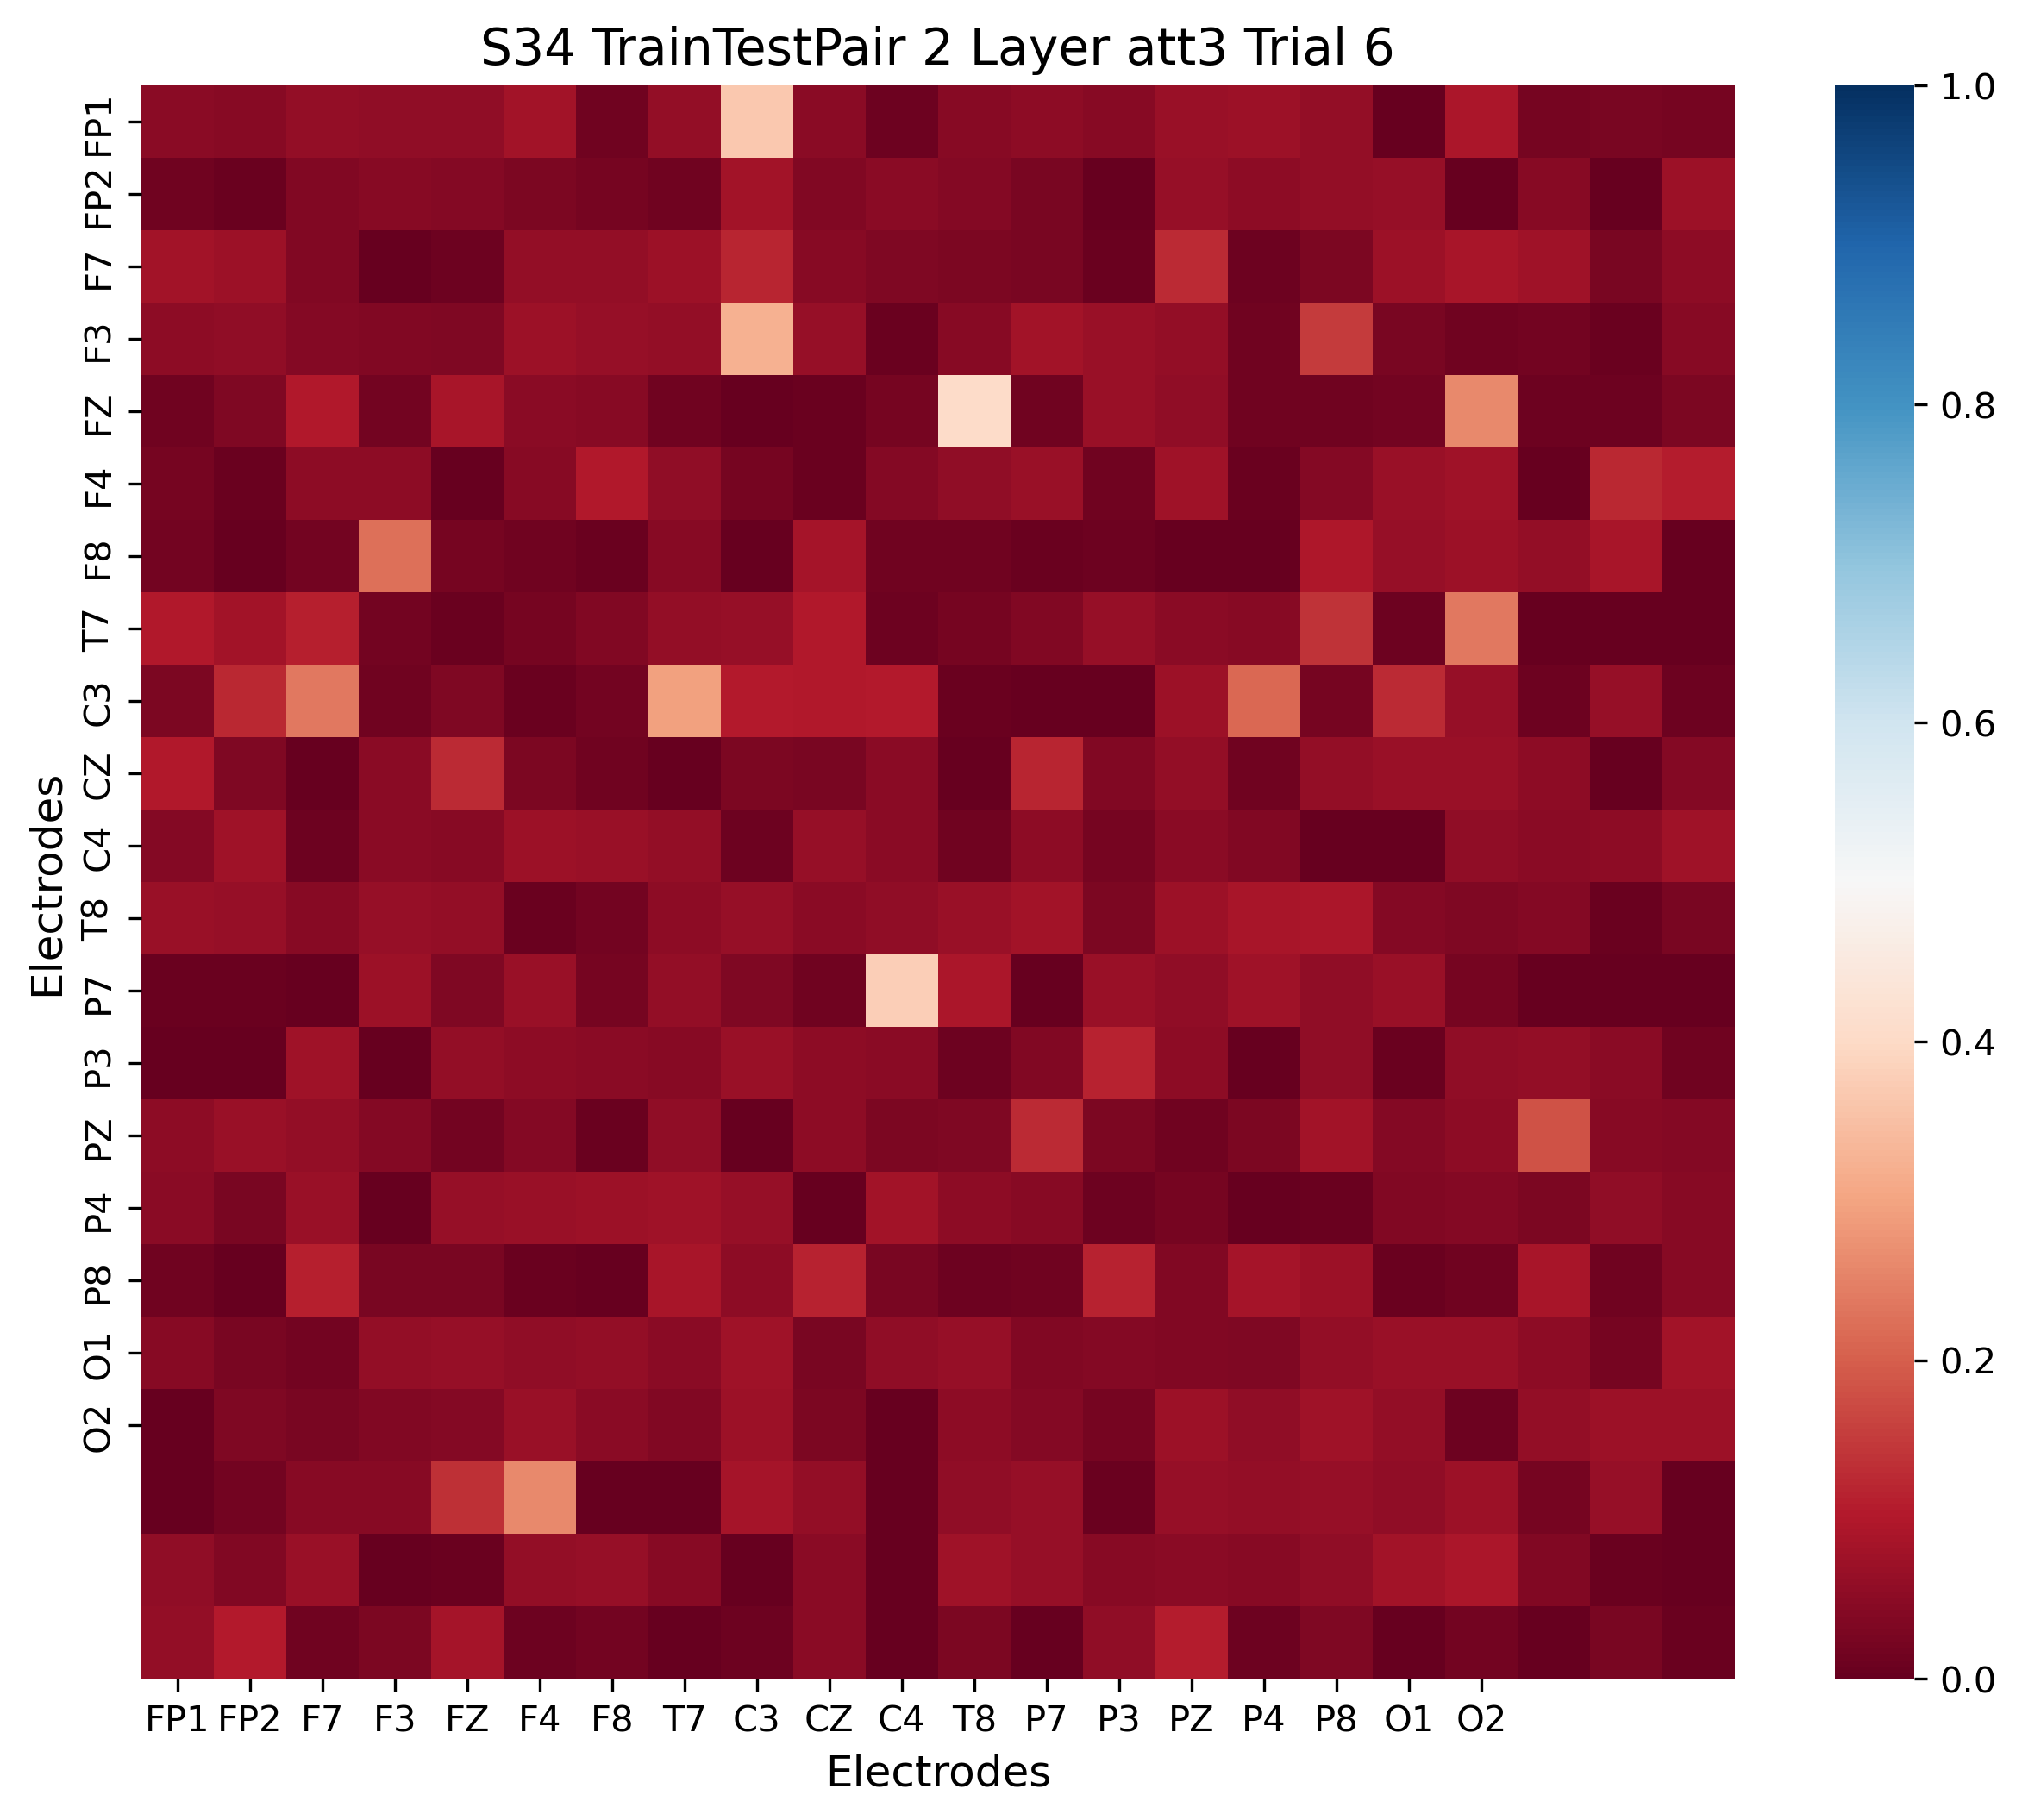 S34 TrainTestPair 2 Layer att3 Trial 6
Electrodes
FP1
FP2
F7
F3
FZ
F4
F8
T7
C3
CZ
C4
T8
P7
P3
PZ
P4
P8
O1
O2
FP1 FP2 F7 F3 FZ F4 F8 T7 C3 CZ C4 T8 P7 P3 PZ P4 P8 O1 O2
Electrodes
1.0
0.8
0.6
0.4
0.2
0.0